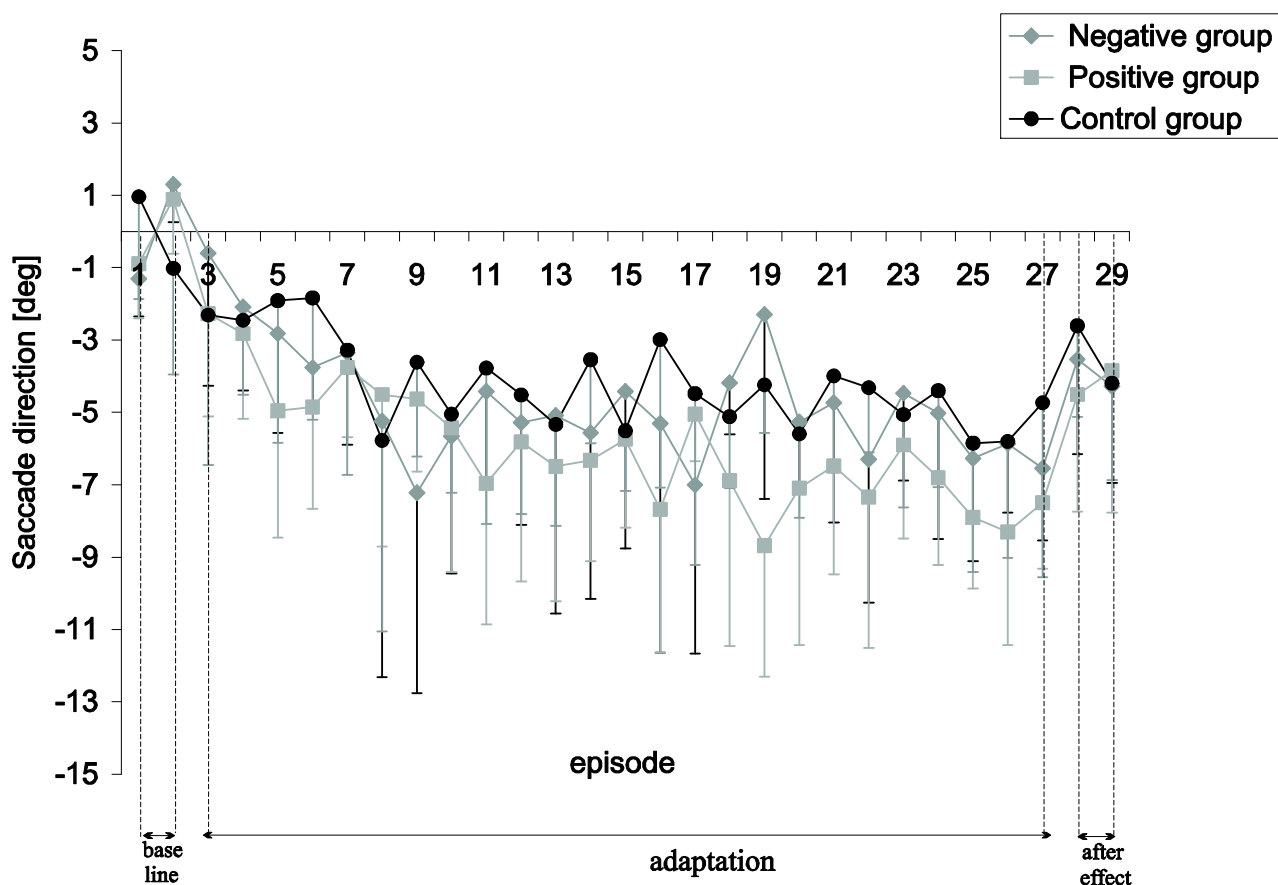 Negative group
Positive group
Control group
5
3
1
-1
-3
-5
-7
-9
-11
-13
-15
Saccade direction [deg]
1 3 5 7 9 11 13 15 17 19 21 23 25 27 29
episode
base
line
adaptation
after
effect